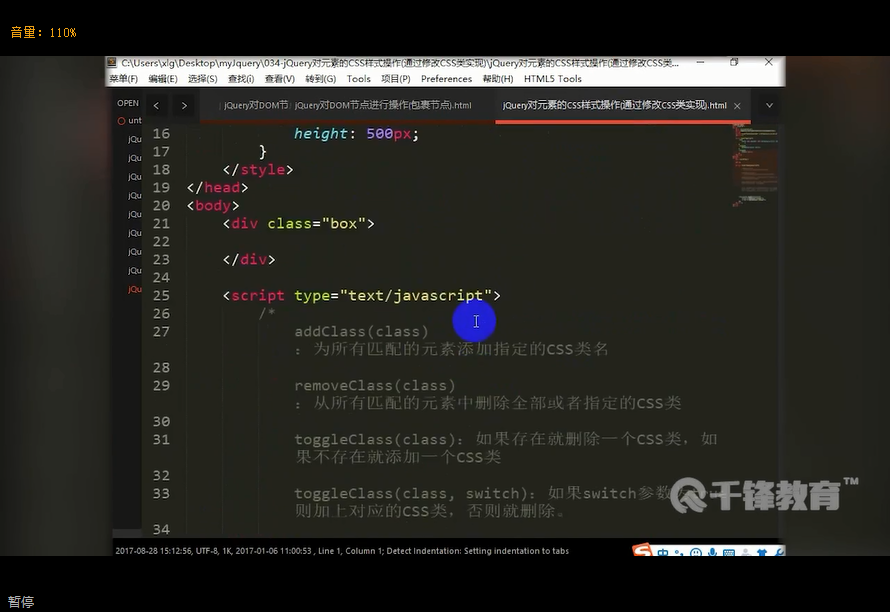 音量: 110%
C:\Users\xlg\Desktop\myJquery\034-jQuery对元素的CSS样式操作(通过修改CSS类实现)\jQuery对元素的CSS样式操作(通过修改CSS类...
菜单(F) 编辑(E) 选择(S) 查找(i) 查看(V) 转到(G) Tools 项目(P) Preferences 帮助(H) HTML5 Tools
OPEN < > jQuery对DOM节 jQuery对DOM节点进行操作(包裹节点).html jQuery对元素的CSS样式操作(通过修改CSS类实现).html ×
unt
jQu
jQu
jQu
jQu
jQu
jQu
jQu
jQu
jQu
16 height: 500px;
17 }
18 </style>
19 </head>
20 <body>
21 <div class="box">
22
23 </div>
24
25 <script type="text/javascript">
26 /*
27 addClass(class)
: 为所有匹配的元素添加指定的CSS类名
28
29 removeClass(class)
: 从所有匹配的元素中删除全部或者指定的CSS类
30
31 toggleClass(class): 如果存在就删除一个CSS类, 如
果不存在就添加一个CSS类
32
33 toggleClass(class, switch): 如果switch参数
则加上对应的CSS类, 否则就删除。
34
千锋教育™
2017-08-28 15:12:56, UTF-8, 1K, 2017-01-06 11:00:53 , Line 1, Column 1; Detect Indentation: Setting indentation to tabs
中
暂停